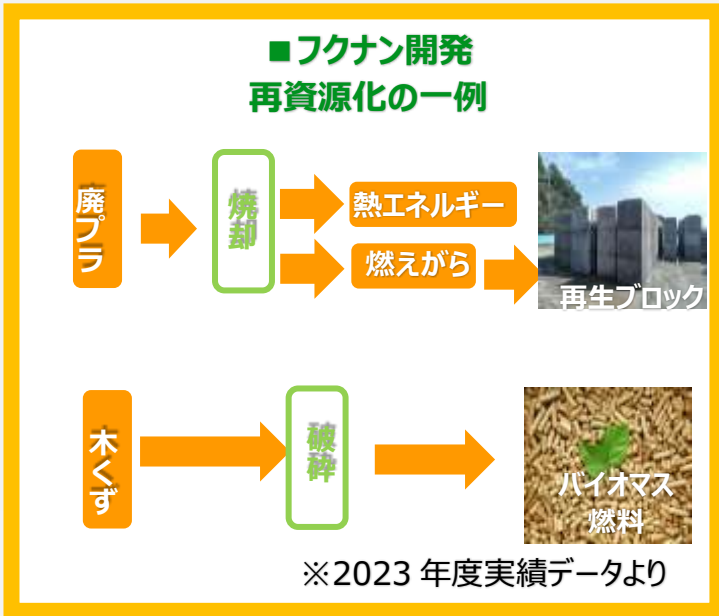 ■フクナン開発
再資源化の一例
廃プラ
焼却
熱エネルギー
燃えがら
再生ブロック
木くず
破砕
バイオマス
燃料
※2023 年度実績データより